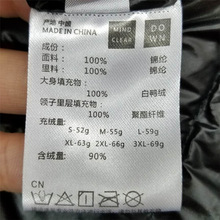 产地 中国
MADE IN CHINA
MIND CLEAR
DOWN
成份:
面料: 100% 锦纶
里料: 100% 锦纶
大身填充物:
100% 白鸭绒
领子里层填充物:
100% 聚酯纤维
充绒量:
S-52g M-55g L-59g
XL-63g 2XL-66g 3XL-69g
含绒量: 90%
CN